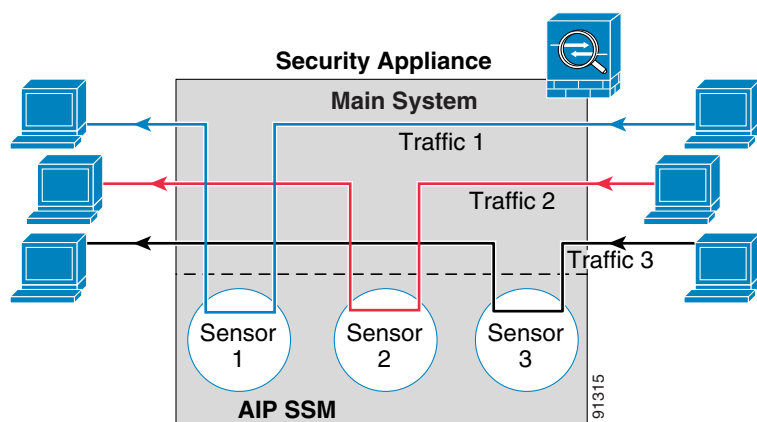 Security Appliance
Main System
Traffic 1
Traffic 2
Traffic 3
Sensor
1
Sensor
2
Sensor
3
AIP SSM
91315